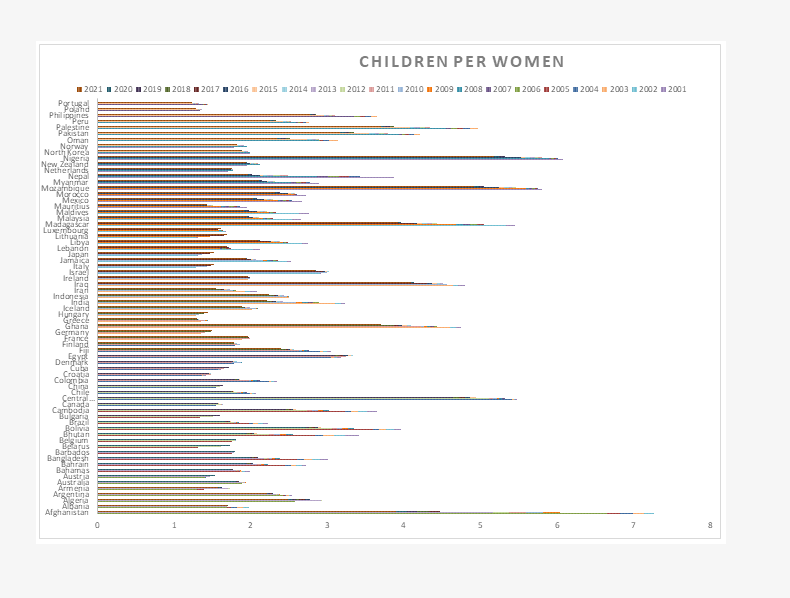 CHILDREN PER WOMEN
2021 2020 2019 2018 2017 2016 2015 2014 2013 2012 2011 2010 2009 2008 2007 2006 2005 2004 2003 2002 2001
Portugal
Poland
Philippines
Peru
Palestine
Pakistan
Oman
Norway
North Korea
Nigeria
New Zealand
Netherlands
Nepal
Myanmar
Mozambique
Morocco
Mexico
Mauritius
Maldives
Malaysia
Madagascar
Luxembourg
Lithuania
Libya
Lebanon
Japan
Jamaica
Italy
Israel
Ireland
Iraq
Iran
Indonesia
India
Iceland
Hungary
Greece
Ghana
Germany
France
Finland
Fiji
Egypt
Denmark
Cuba
Croatia
Colombia
China
Chile
Central...
Canada
Cambodia
Bulgaria
Brazil
Bolivia
Bhutan
Belgium
Belarus
Barbados
Bangladesh
Bahrain
Bahamas
Austria
Australia
Armenia
Argentina
Algeria
Albania
Afghanistan
0 1 2 3 4 5 6 7 8